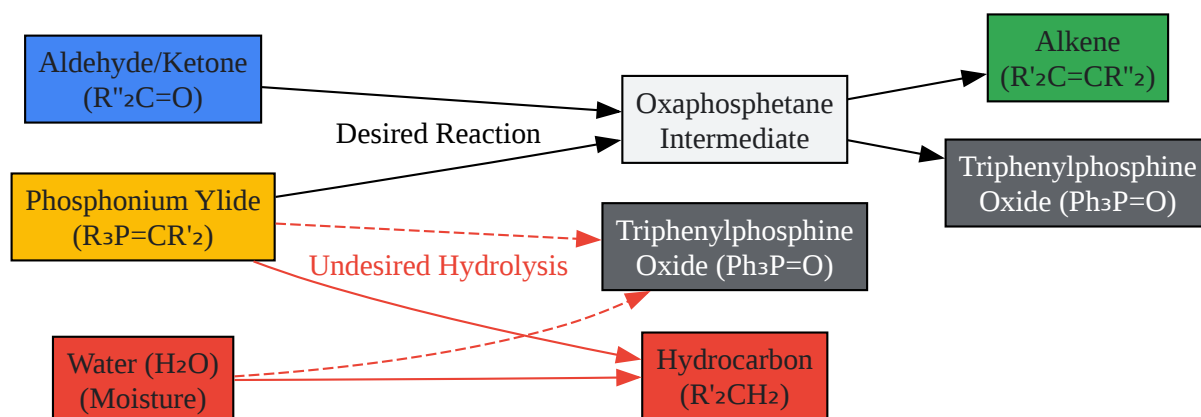 Aldehyde/Ketone
(R"₂C=O)
Desired Reaction
Oxaphosphetane
Intermediate
Alkene
(R'₂C=CR"₂)
Triphenylphosphine
Oxide (Ph₃P=O)
Phosphonium Ylide
(R₃P=CR'₂)
Undesired Hydrolysis
Triphenylphosphine
Oxide (Ph₃P=O)
Water (H₂O)
(Moisture)
Hydrocarbon
(R'₂CH₂)